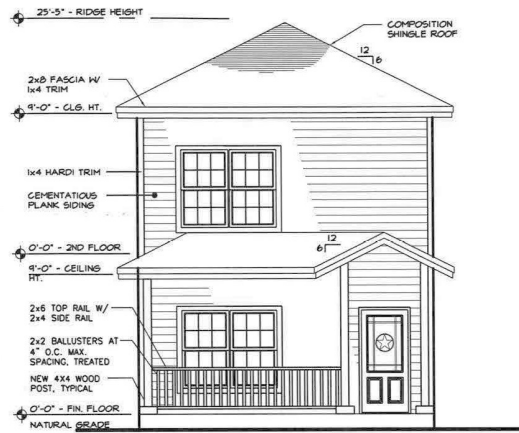 25'-5" - RIDGE HEIGHT
COMPOSITION
SHINGLE ROOF
12
6
2x8 FASCIA W/
1x4 TRIM
9'-0" - CLG. HT.
1x4 HARDI TRIM
CEMENTATIOUS
PLANK SIDING
12
6
0'-0" - 2ND FLOOR
9'-0" - CEILING
HT.
2x6 TOP RAIL W/
2x4 SIDE RAIL
2x2 BALLUSTERS AT
4" O.C. MAX.
SPACING, TREATED
NEW 4X4 WOOD
POST, TYPICAL
0'-0" - FIN. FLOOR
NATURAL GRADE